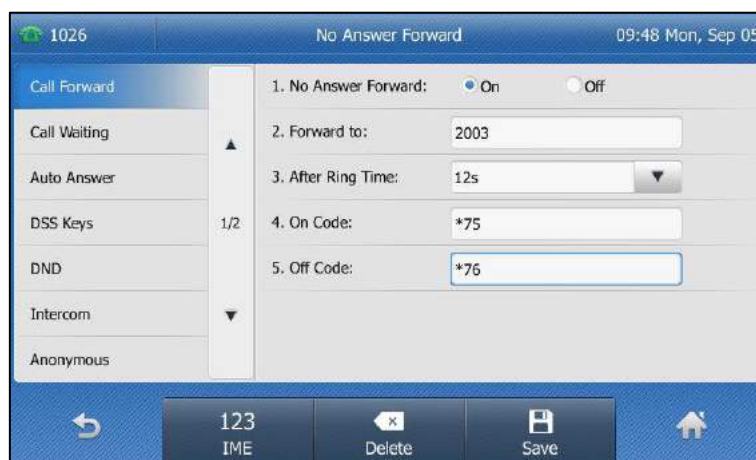 1026 No Answer Forward 09:48 Mon, Sep 05
Call Forward
Call Waiting
Auto Answer
DSS Keys
DND
Intercom
Anonymous
1/2
1. No Answer Forward: On Off
2. Forward to: 2003
3. After Ring Time: 12s
4. On Code: *75
5. Off Code: *76
123
IME
Delete
Save